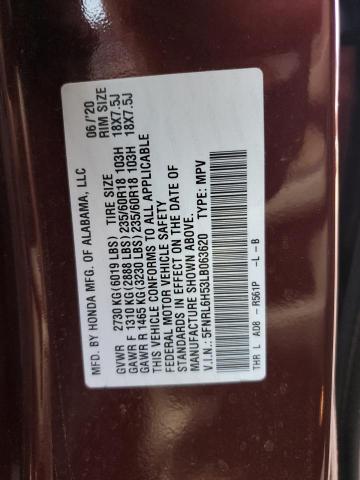 MFD. BY HONDA MFG. OF ALABAMA, LLC 06/'20
TIRE SIZE RIM SIZE
GVWR 2730 KG(6019 LBS)
GAWR F 1310 KG(2888 LBS) 235/60R18 103H 18X7.5J
GAWR R 1465 KG(3230 LBS) 235/60R18 103H 18X7.5J
THIS VEHICLE CONFORMS TO ALL APPLICABLE
FEDERAL MOTOR VEHICLE SAFETY
STANDARDS IN EFFECT ON THE DATE OF
MANUFACTURE SHOWN ABOVE.
V.I.N.: 5FNRL6H53LB063620 TYPE: MPV
THR L AD8 - R561P -L -B